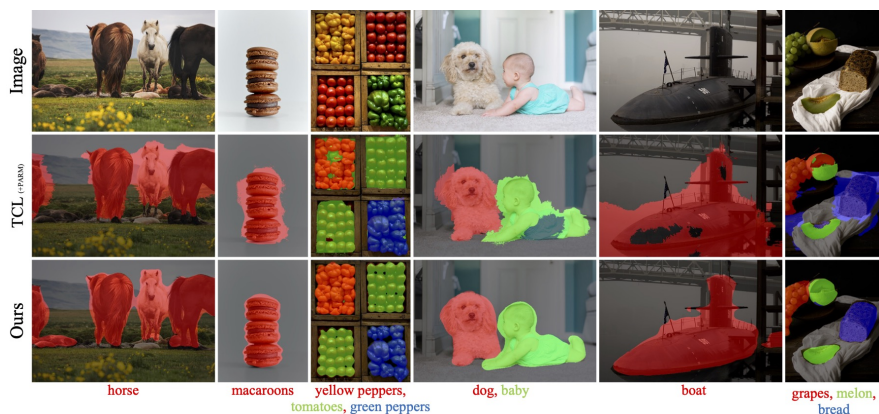 Image
TCL (+PARM)
Ours
horse
macaroons
yellow peppers,
tomatoes, green peppers
dog, baby
boat
grapes, melon,
bread